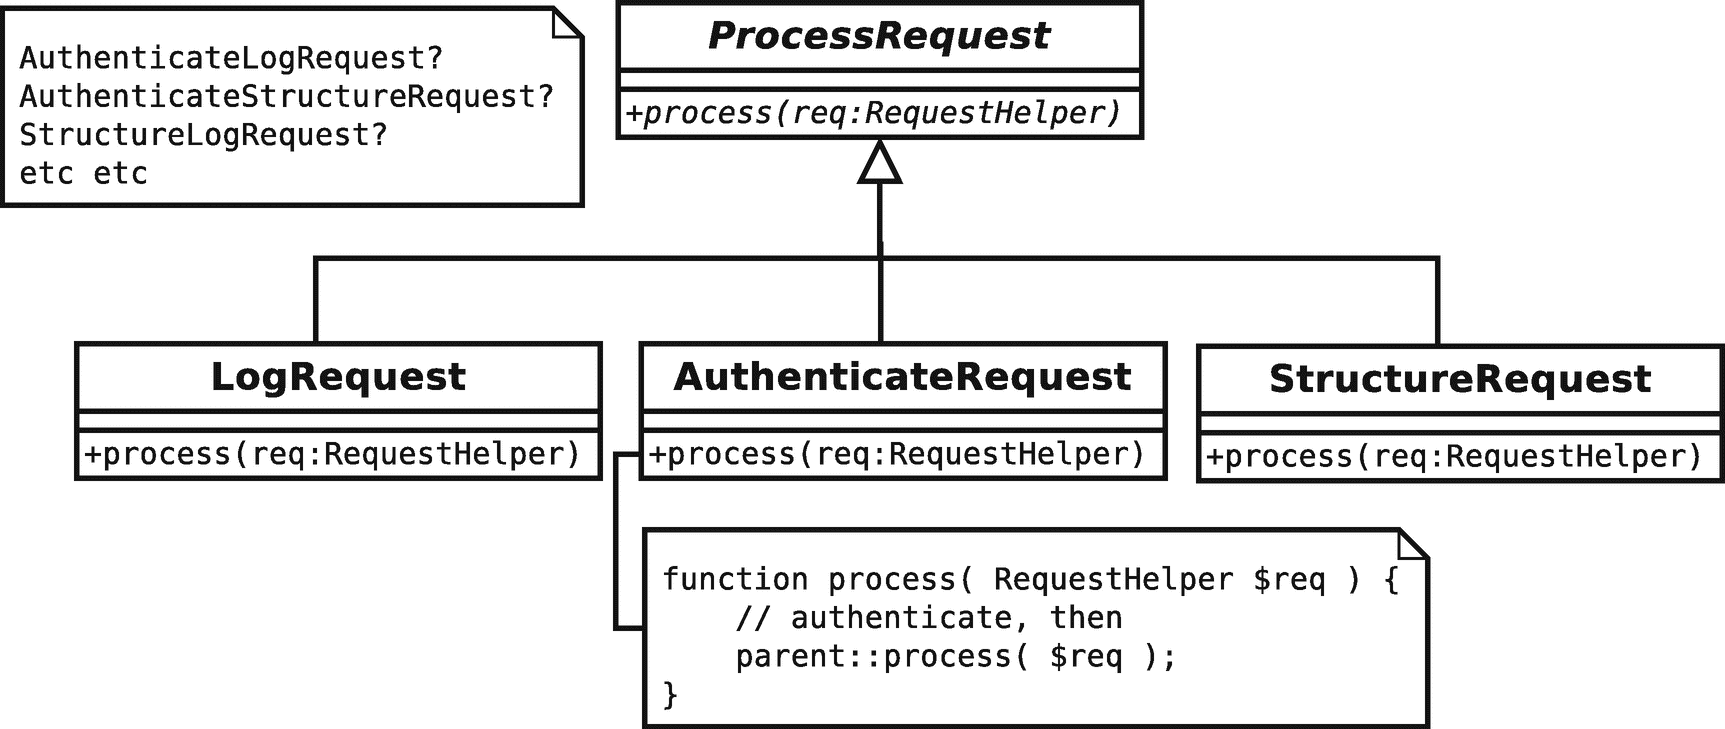 AuthenticateLogRequest?
AuthenticateStructureRequest?
StructureLogRequest?
etc etc
ProcessRequest
+process(req:RequestHelper)
LogRequest
+process(req:RequestHelper)
AuthenticateRequest
+process(req:RequestHelper)
StructureRequest
+process(req:RequestHelper)
function process( RequestHelper $req ) {
    // authenticate, then
    parent::process( $req );
}